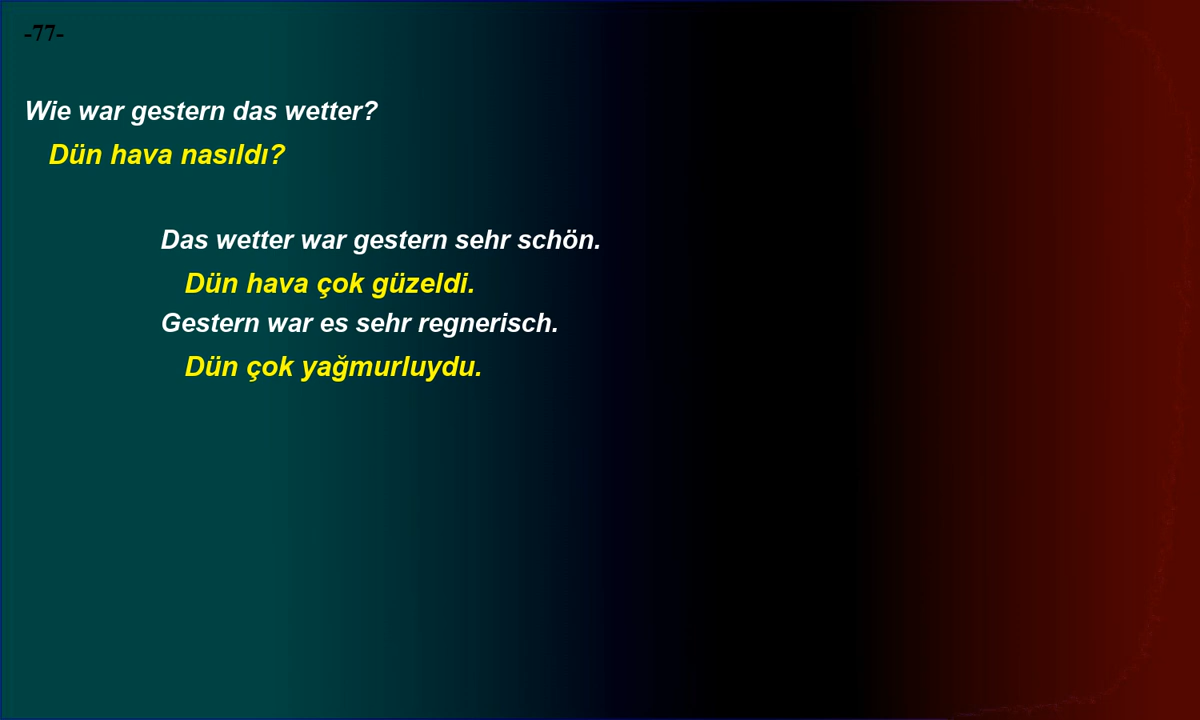 -77-
Wie war gestern das wetter?
Dün hava nasıldı?
Das wetter war gestern sehr schön.
Dün hava çok güzeldi.
Gestern war es sehr regnerisch.
Dün çok yağmurluydu.